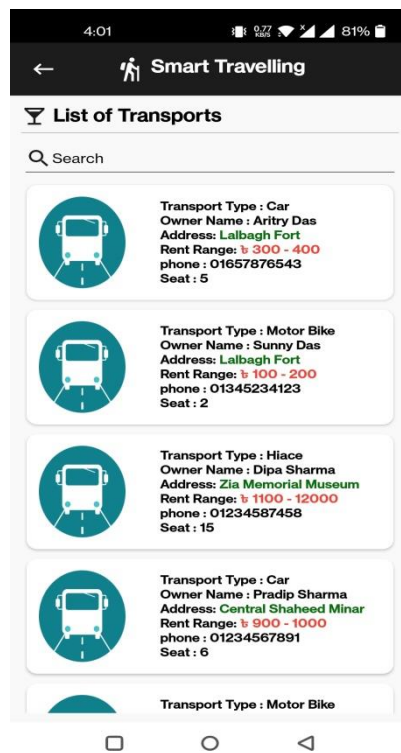 4:01 0.77 KB/S 81%
Smart Travelling
List of Transports
Search
Transport Type : Car
Owner Name : Aritry Das
Address: Lalbagh Fort
Rent Range: ৳ 300 - 400
phone : 01657876543
Seat : 5
Transport Type : Motor Bike
Owner Name : Sunny Das
Address: Lalbagh Fort
Rent Range: ৳ 100 - 200
phone : 01345234123
Seat : 2
Transport Type : Hiace
Owner Name : Dipa Sharma
Address: Zia Memorial Museum
Rent Range: ৳ 1100 - 12000
phone : 01234587458
Seat : 15
Transport Type : Car
Owner Name : Pradip Sharma
Address: Central Shaheed Minar
Rent Range: ৳ 900 - 1000
phone : 01234567891
Seat : 6
Transport Type : Motor Bike